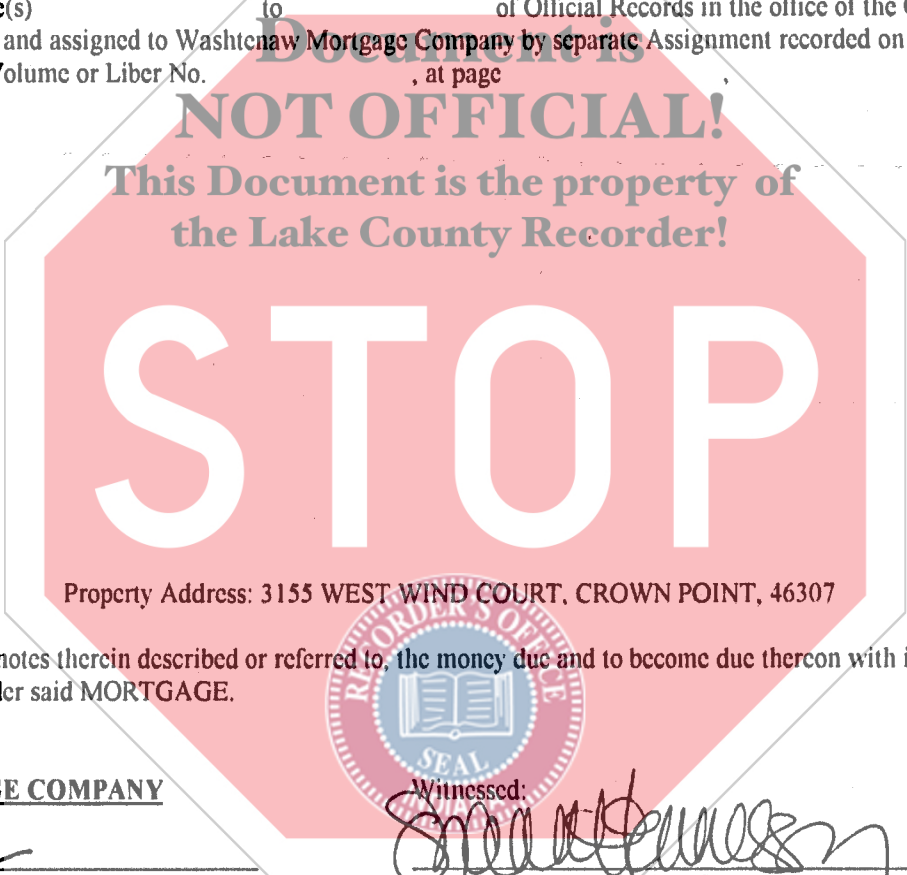 (s) to of Official Records in the office of the
and assigned to Washtenaw Mortgage Company by separate Assignment recorded on
Volume or Liber No. , at page ,
Document is
NOT OFFICIAL!
This Document is the property of
the Lake County Recorder!
STOP
Property Address: 3155 WEST WIND COURT, CROWN POINT, 46307
RECORDER'S OFFICE
notes therein described or referred to, the money due and to become due thereon with
said MORTGAGE.
SEAL
INDIANA
COMPANY Witnessed: